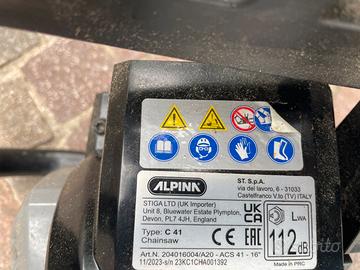 ALPINA
ALPINA
ST. S.p.A.
via del lavoro, 6 - 31033
Castelfranco V.to (TV) ITALY
STIGA LTD (UK Importer)
Unit 8, Bluewater Estate Plympton,
Devon, PL7 4JH, England
Type: C 41
Chainsaw
UK CA
CE EAC
LWA
112dB
Art.N. 204016004/A20 - ACS 41 - 16"
11/2023-s/n 23KC1CHA001392
Made in PRC
subito